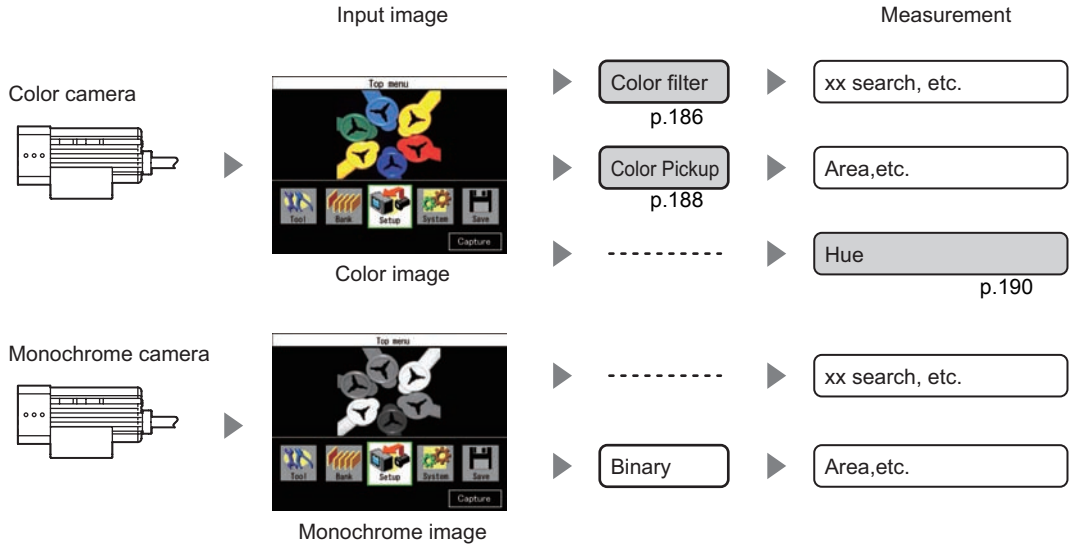 Input image
Measurement
Color camera
Top menu
Tool
Bank
Setup
System
Save
Capture
Color image
Color filter
p.186
xx search, etc.
Color Pickup
p.188
Area,etc.
Hue
p.190
Monochrome camera
Top menu
Tool
Bank
Setup
System
Save
Capture
Monochrome image
xx search, etc.
Binary
Area,etc.